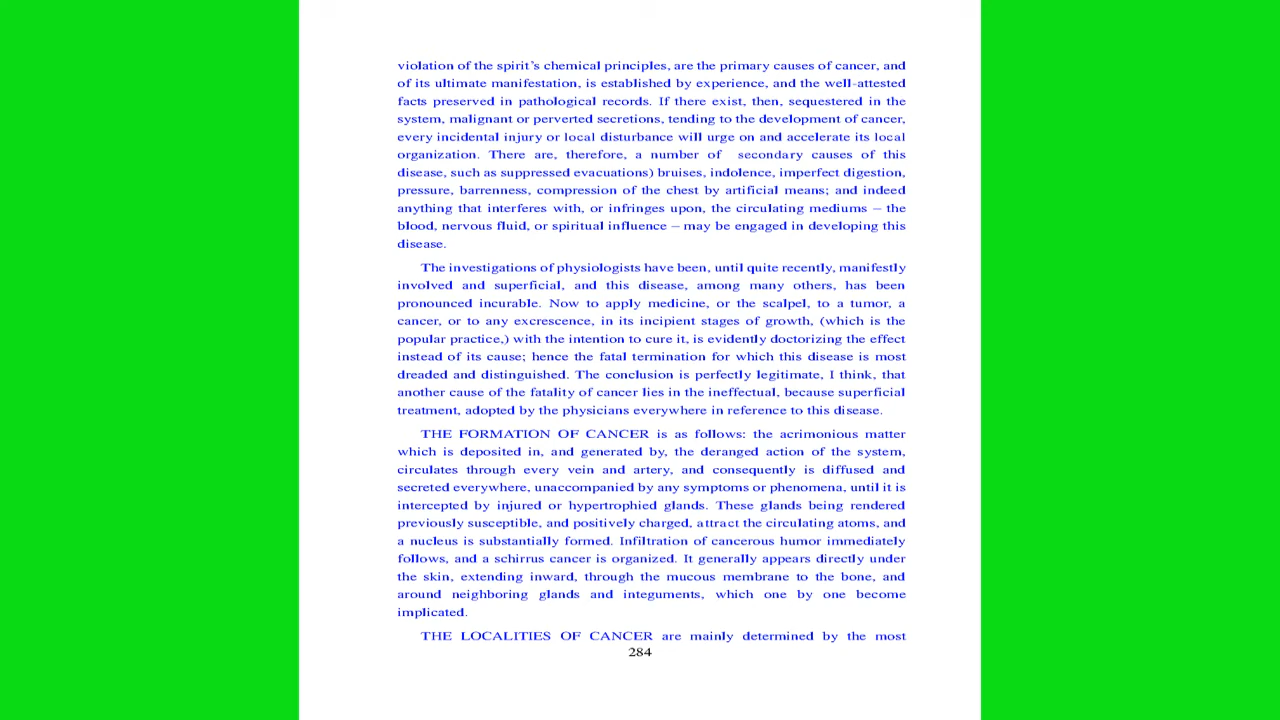 violation of the spirit's chemical principles, are the primary causes of cancer, and
of its ultimate manifestation, is established by experience, and the well-attested
facts preserved in pathological records. If there exist, then, sequestered in the
system, malignant or perverted secretions, tending to the development of cancer,
every incidental injury or local disturbance will urge on and accelerate its local
organization. There are, therefore, a number of secondary causes of this
disease, such as suppressed evacuations) bruises, indolence, imperfect digestion,
pressure, barrenness, compression of the chest by artificial means; and indeed
anything that interferes with, or infringes upon, the circulating mediums – the
blood, nervous fluid, or spiritual influence – may be engaged in developing this
disease.
The investigations of physiologists have been, until quite recently, manifestly
involved and superficial, and this disease, among many others, has been
pronounced incurable. Now to apply medicine, or the scalpel, to a tumor, a
cancer, or to any excrescence, in its incipient stages of growth, (which is the
popular practice,) with the intention to cure it, is evidently doctorizing the effect
instead of its cause; hence the fatal termination for which this disease is most
dreaded and distinguished. The conclusion is perfectly legitimate, I think, that
another cause of the fatality of cancer lies in the ineffectual, because superficial
treatment, adopted by the physicians everywhere in reference to this disease.
THE FORMATION OF CANCER is as follows: the acrimonious matter
which is deposited in, and generated by, the deranged action of the system,
circulates through every vein and artery, and consequently is diffused and
secreted everywhere, unaccompanied by any symptoms or phenomena, until it is
intercepted by injured or hypertrophied glands. These glands being rendered
previously susceptible, and positively charged, attract the circulating atoms, and
a nucleus is substantially formed. Infiltration of cancerous humor immediately
follows, and a schirrus cancer is organized. It generally appears directly under
the skin, extending inward, through the mucous membrane to the bone, and
around neighboring glands and integuments, which one by one become
implicated.
THE LOCALITIES OF CANCER are mainly determined by the most
284